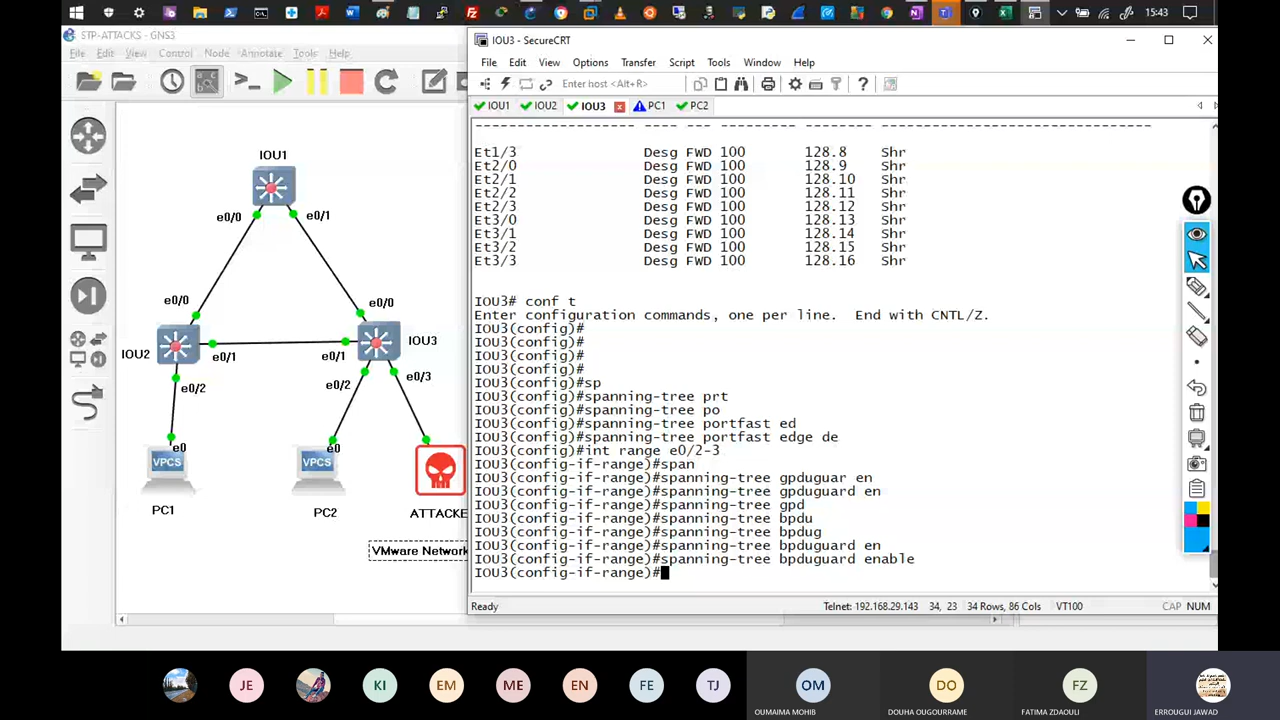 15:43
STP-ATTACKS - GNS3
File Edit View Control Node Annotate Tools Help
IOU1
e0/0
e0/1
e0/0
e0/0
IOU2
e0/1
e0/1
IOU3
e0/2
e0/2
e0/3
e0
e0
VPCS
VPCS
PC1
PC2
ATTACKE
VMware Network
IOU3 - SecureCRT
File Edit View Options Transfer Script Tools Window Help
Enter host <Alt+R>
IOU1 IOU2 IOU3 PC1 PC2
------------------- ---- --- --------- -------- --------------------------------
Et1/3 Desg FWD 100 128.8 Shr
Et2/0 Desg FWD 100 128.9 Shr
Et2/1 Desg FWD 100 128.10 Shr
Et2/2 Desg FWD 100 128.11 Shr
Et2/3 Desg FWD 100 128.12 Shr
Et3/0 Desg FWD 100 128.13 Shr
Et3/1 Desg FWD 100 128.14 Shr
Et3/2 Desg FWD 100 128.15 Shr
Et3/3 Desg FWD 100 128.16 Shr
IOU3# conf t
Enter configuration commands, one per line. End with CNTL/Z.
IOU3(config)#
IOU3(config)#
IOU3(config)#
IOU3(config)#
IOU3(config)#sp
IOU3(config)#spanning-tree prt
IOU3(config)#spanning-tree po
IOU3(config)#spanning-tree portfast ed
IOU3(config)#spanning-tree portfast edge de
IOU3(config)#int range e0/2-3
IOU3(config-if-range)#span
IOU3(config-if-range)#spanning-tree gpduguar en
IOU3(config-if-range)#spanning-tree gpduguard en
IOU3(config-if-range)#spanning-tree gpd
IOU3(config-if-range)#spanning-tree bpdu
IOU3(config-if-range)#spanning-tree bpdug
IOU3(config-if-range)#spanning-tree bpduguard en
IOU3(config-if-range)#spanning-tree bpduguard enable
IOU3(config-if-range)#
Ready Telnet: 192.168.29.143 34, 23 34 Rows, 86 Cols VT100 CAP NUM
JE KI EM ME EN FE TJ OM DO FZ
OUMAIMA MOHIB DOUHA OUGOURRAME FATIMA ZDAOULI ERROUGUI JAWAD